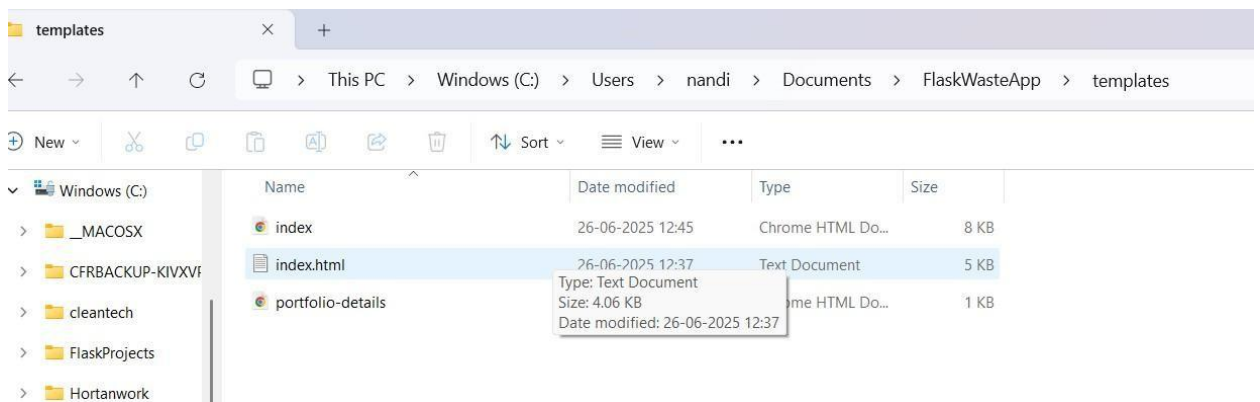 templates
This PC > Windows (C:) > Users > nandi > Documents > FlaskWasteApp > templates
New Sort View ...
Windows (C:)
__MACOSX
CFRBACKUP-KIVXVF
cleantech
FlaskProjects
Hortanwork
Name Date modified Type Size
index 26-06-2025 12:45 Chrome HTML Do... 8 KB
index.html 26-06-2025 12:37 Text Document 5 KB
portfolio-details ome HTML Do... 1 KB
Type: Text Document
Size: 4.06 KB
Date modified: 26-06-2025 12:37